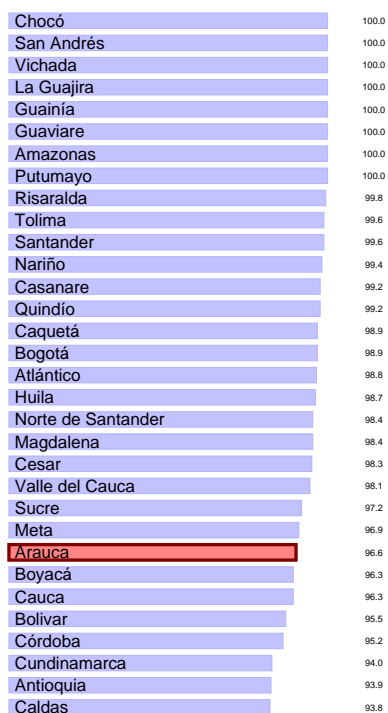 Chocó 100.0
San Andrés 100.0
Vichada 100.0
La Guajira 100.0
Guainía 100.0
Guaviare 100.0
Amazonas 100.0
Putumayo 100.0
Risaralda 99.8
Tolima 99.6
Santander 99.6
Nariño 99.4
Casanare 99.2
Quindío 99.2
Caquetá 98.9
Bogotá 98.9
Atlántico 98.8
Huila 98.7
Norte de Santander 98.4
Magdalena 98.4
Cesar 98.3
Valle del Cauca 98.1
Sucre 97.2
Meta 96.9
Arauca 96.6
Boyacá 96.3
Cauca 96.3
Bolivar 95.5
Córdoba 95.2
Cundinamarca 94.0
Antioquia 93.9
Caldas 93.8